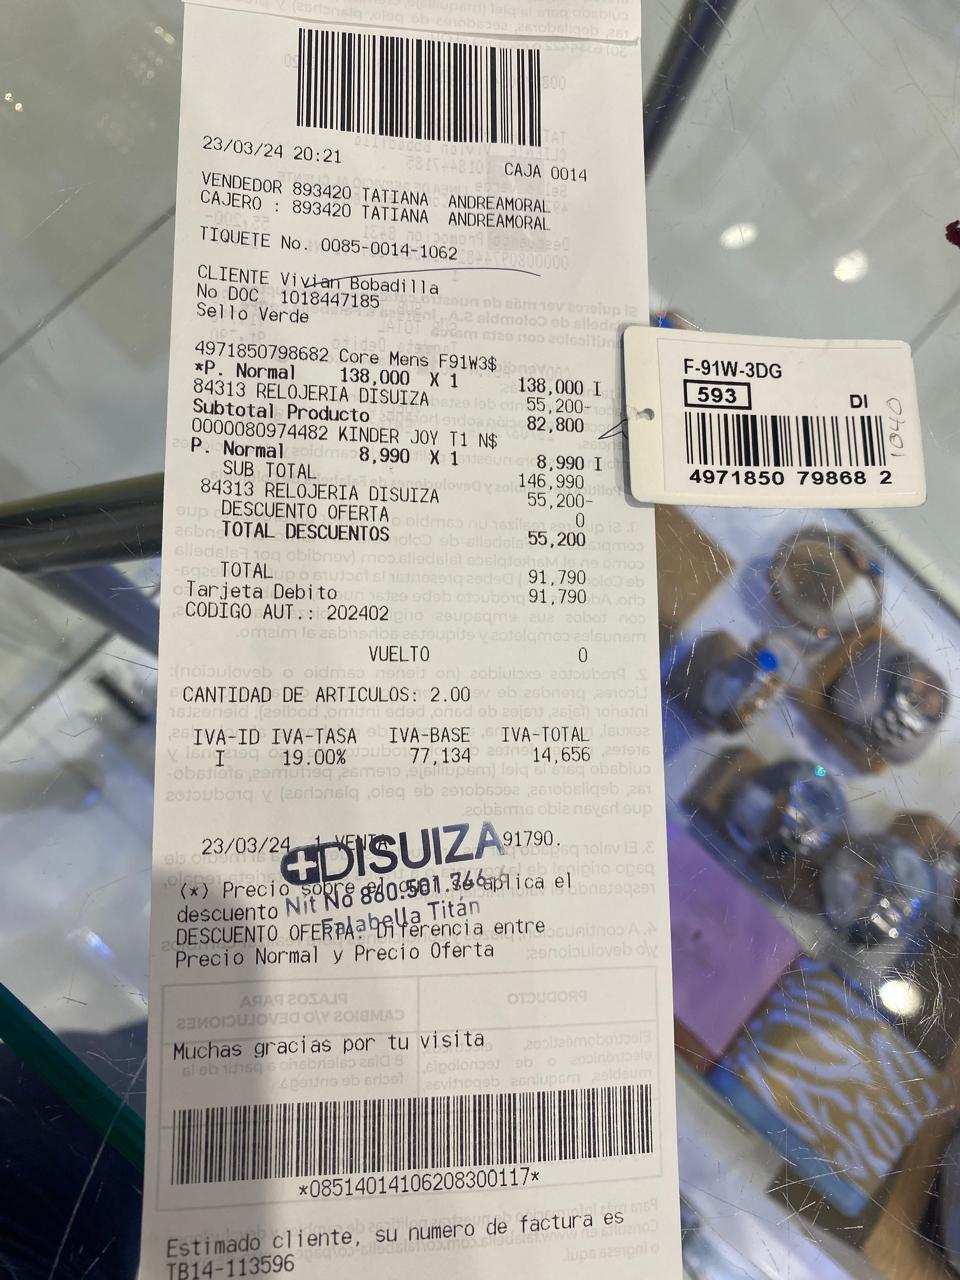 23/03/24 20:21 CAJA 0014
VENDEDOR 893420 TATIANA ANDREAMORAL
CAJERO : 893420 TATIANA ANDREAMORAL
TIQUETE No. 0085-0014-1062
CLIENTE Vivian Bobadilla
No DOC 1018447185
Sello Verde
4971850798682 Core Mens F91W3$
*P. Normal 138,000 X 1 138,000 I
84313 RELOJERIA DISUIZA 55,200-
Subtotal Producto 82,800
0000080974482 KINDER JOY T1 N$
P. Normal 8,990 X 1 8,990 I
SUB TOTAL 146,990
84313 RELOJERIA DISUIZA 55,200-
DESCUENTO OFERTA 0
TOTAL DESCUENTOS 55,200
TOTAL 91,790
Tarjeta Debito 91,790
CODIGO AUT.: 202402
VUELTO 0
CANTIDAD DE ARTICULOS: 2.00
IVA-ID IVA-TASA IVA-BASE IVA-TOTAL
I 19.00% 77,134 14,656
23/03/24 1 VENTA 91790.
DISUIZA
Nit No 860.501.766-
Falabella Titán
(*) Precio sobre el que se aplica el
descuento
DESCUENTO OFERTA: Diferencia entre
Precio Normal y Precio Oferta
Muchas gracias por tu visita
*08514014106208300117*
Estimado cliente, su numero de factura es
TB14-113596
F-91W-3DG
593 DI
1040
4971850 79868 2